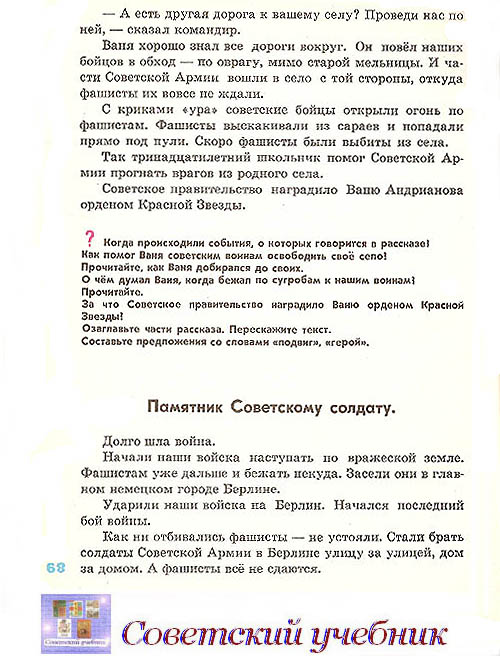 — А есть другая дорога к вашему селу? Проведи нас по
ней, — сказал командир.
Ваня хорошо знал все дороги вокруг. Он повёл наших
бойцов в обход — по оврагу, мимо старой мельницы. И ча-
сти Советской Армии вошли в село с той стороны, откуда
фашисты их вовсе не ждали.
С криками «ура» советские бойцы открыли огонь по
фашистам. Фашисты выскакивали из сараев и попадали
прямо под пули. Скоро фашисты были выбиты из села.
Так тринадцатилетний школьник помог Советской Ар-
мии прогнать врагов из родного села.
Советское правительство наградило Ваню Андрианова
орденом Красной Звезды.
? Когда происходили события, о которых говорится в рассказе?
Как помог Ваня советским воинам освободить своё село?
Прочитайте, как Ваня добирался до своих.
О чём думал Ваня, когда бежал по сугробам к нашим воинам?
Прочитайте.
За что Советское правительство наградило Ваню орденом Красной
Звезды?
Озаглавьте части рассказа. Перескажите текст.
Составьте предложения со словами «подвиг», «герой».
Памятник Советскому солдату.
Долго шла война.
Начали наши войска наступать по вражеской земле.
Фашистам уже дальше и бежать некуда. Засели они в глав-
ном немецком городе Берлине.
Ударили наши войска на Берлин. Начался последний
бой войны.
Как ни отбивались фашисты — не устояли. Стали брать
солдаты Советской Армии в Берлине улицу за улицей, дом
за домом. А фашисты всё не сдаются.
68
Советский учебник
Советский учебник